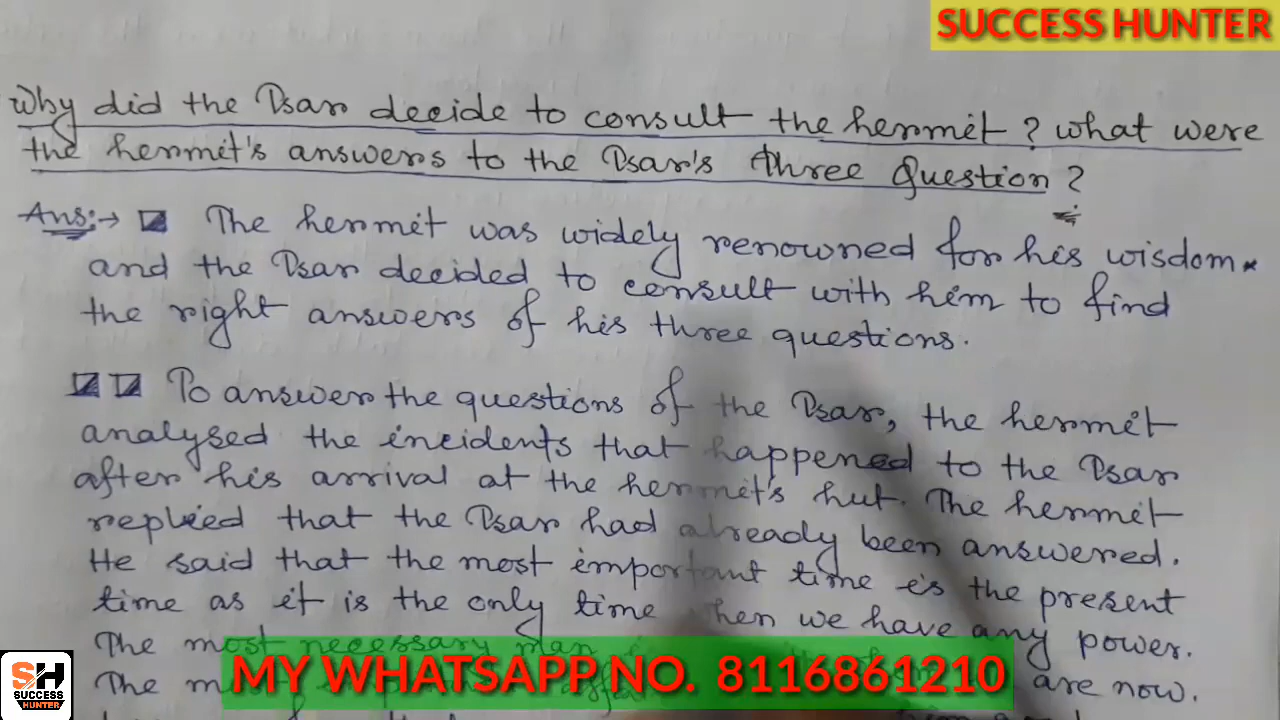 SUCCESS HUNTER
Why did the Tsar decide to consult the hermit? What were
the hermit's answers to the Tsar's three Question?
Ans:→ The hermit was widely renowned for his wisdom
and the Tsar decided to consult with him to find
the right answers of his three questions.
To answer the questions of the Tsar, the hermit
analysed the incidents that happened to the Tsar
after his arrival at the hermit's hut. The hermit
replied that the Tsar had already been answered.
He said that the most important time is the present
time as it is the only time when we have any power.
The most necessary man
The are now.
MY WHATSAPP NO. 8116861210
SH
SUCCESS
HUNTER